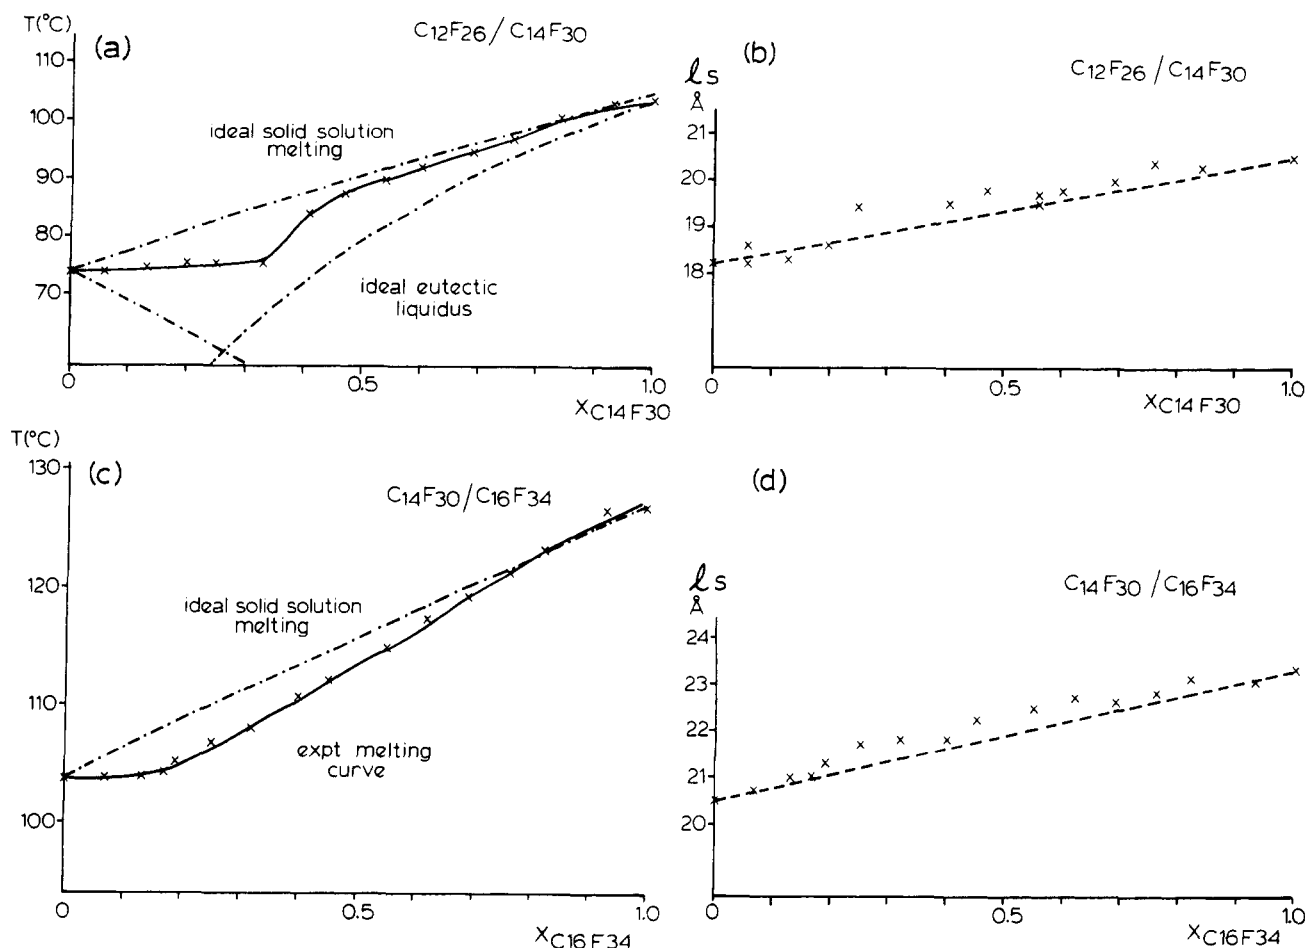 T(°C)
(a)
C12F26 / C14F30
110
100
90
80
70
ideal solid solution
melting
ideal eutectic
liquidus
0
0.5
1.0
XC14F30
(b)
C12F26 / C14F30
ℓs
Å
21
20
19
18
0
0.5
1.0
XC14F30
T(°C)
(c)
C14F30/C16F34
130
120
110
100
ideal solid solution
melting
expt melting
curve
0
0.5
1.0
XC16F34
(d)
C14F30 / C16F34
ℓs
Å
24
23
22
21
20
0
0.5
1.0
XC16F34